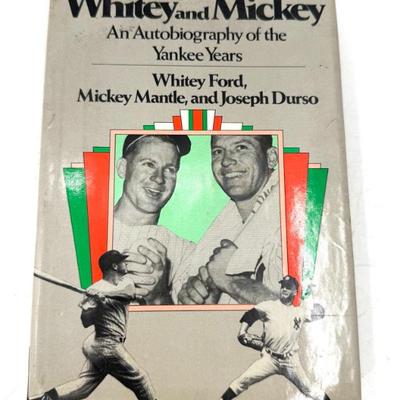 Whitey and Mickey
An Autobiography of the
Yankee Years
Whitey Ford,
Mickey Mantle, and Joseph Durso